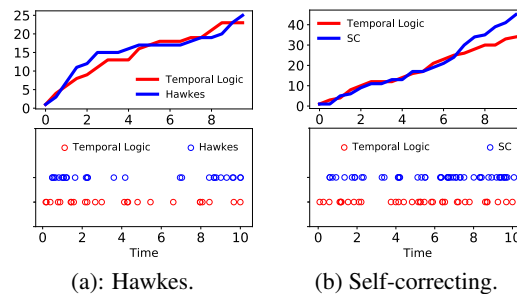 25
20
15
10
5
0
Temporal Logic
Hawkes
0 2 4 6 8
Temporal Logic Hawkes
0 2 4 6 8 10
Time
(a): Hawkes.
40
30
20
10
0
Temporal Logic
SC
0 2 4 6 8
Temporal Logic SC
0 2 4 6 8 10
Time
(b) Self-correcting.